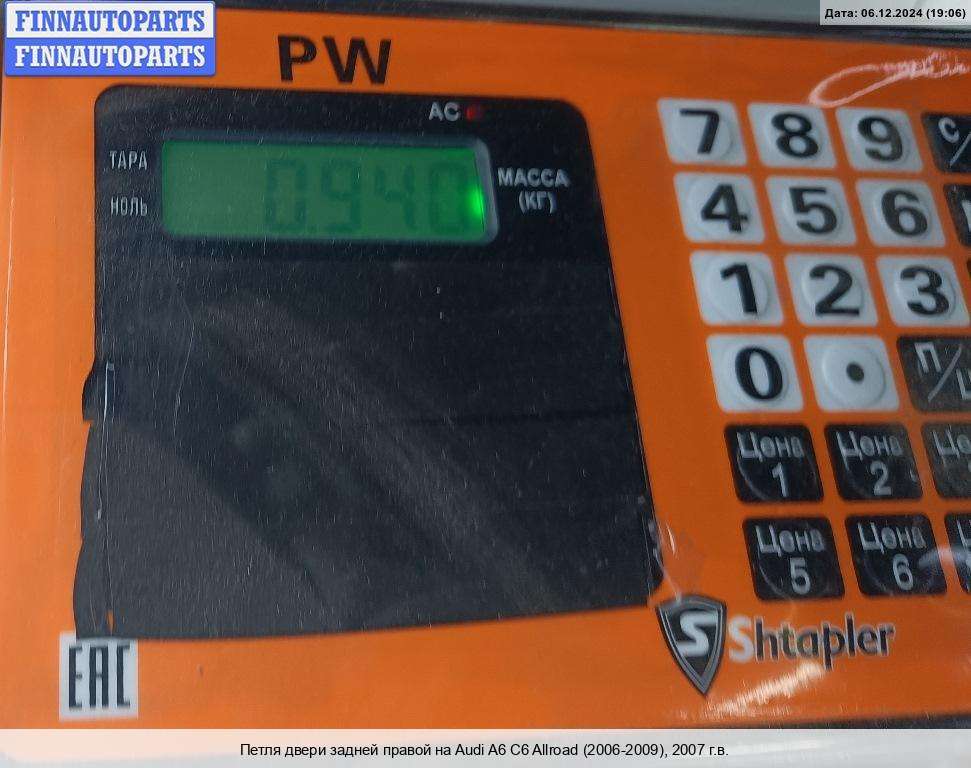 FINNAUTOPARTS
FINNAUTOPARTS
Дата: 06.12.2024 (19:06)
PW
AC
ТАРА
НОЛЬ
0.940
МАССА
(КГ)
7 8 9 С/
4 5 6
1 2 3
0 . П/Ц
Цена 1 Цена 2 Це
Цена 5 Цена 6
Shtapler
EAC
Петля двери задней правой на Audi A6 C6 Allroad (2006-2009), 2007 г.в.